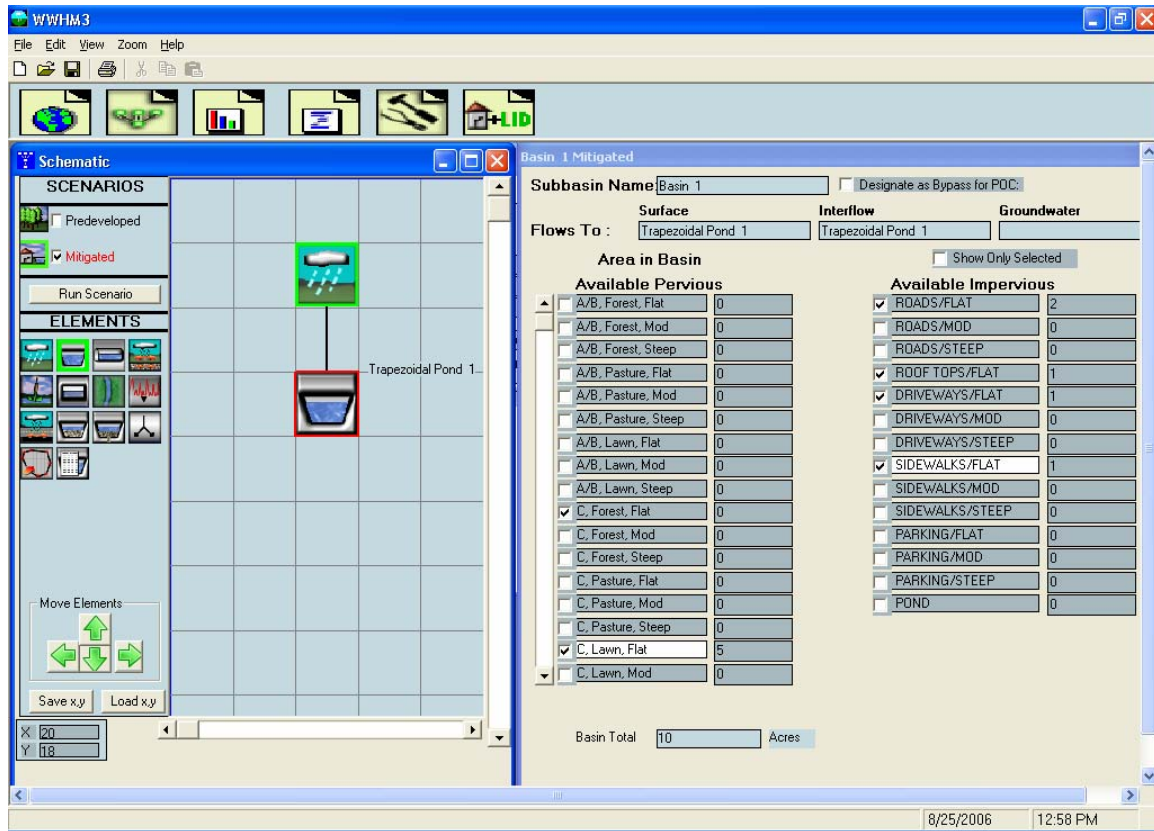 WWHM3
File Edit View Zoom Help
+LID
Schematic
SCENARIOS
Predeveloped
Mitigated
Run Scenario
ELEMENTS
Move Elements
Save x,y Load x,y
X 20
Y 18
Trapezoidal Pond 1
Basin 1 Mitigated
Subbasin Name: Basin 1 Designate as Bypass for POC:
Surface Interflow Groundwater
Flows To : Trapezoidal Pond 1 Trapezoidal Pond 1
Area in Basin Show Only Selected
Available Pervious Available Impervious
A/B, Forest, Flat 0 ROADS/FLAT 2
A/B, Forest, Mod 0 ROADS/MOD 0
A/B, Forest, Steep 0 ROADS/STEEP 0
A/B, Pasture, Flat 0 ROOF TOPS/FLAT 1
A/B, Pasture, Mod 0 DRIVEWAYS/FLAT 1
A/B, Pasture, Steep 0 DRIVEWAYS/MOD 0
A/B, Lawn, Flat 0 DRIVEWAYS/STEEP 0
A/B, Lawn, Mod 0 SIDEWALKS/FLAT 1
A/B, Lawn, Steep 0 SIDEWALKS/MOD 0
C, Forest, Flat 0 SIDEWALKS/STEEP 0
C, Forest, Mod 0 PARKING/FLAT 0
C, Forest, Steep 0 PARKING/MOD 0
C, Pasture, Flat 0 PARKING/STEEP 0
C, Pasture, Mod 0 POND 0
C, Pasture, Steep 0
C, Lawn, Flat 5
C, Lawn, Mod 0
Basin Total 10 Acres
8/25/2006 12:58 PM